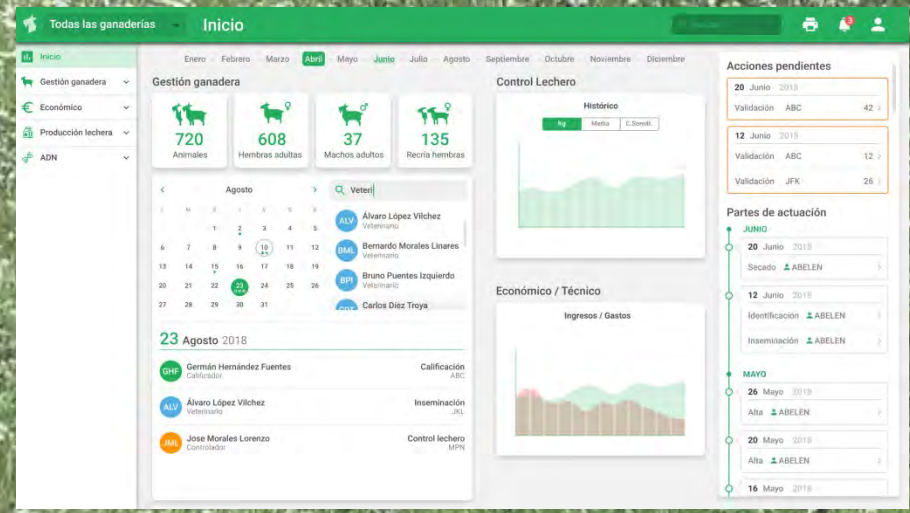 Todas las ganaderías
Inicio
3
Inicio
Gestión ganadera
Económico
Producción lechera
ADN
Enero Febrero Marzo Abril Mayo Junio Julio Agosto Septiembre Octubre Noviembre Diciembre
Gestión ganadera
720
Animales
608
Hembras adultas
37
Machos adultos
135
Recría hembras
Agosto
1 2 3 4 5
6 7 8 9 10 11 12
13 14 15 16 17 18 19
20 21 22 23 24 25 26
27 28 29 30 31
Veteri
ALV Álvaro López Vílchez
Veterinario
BML Bernardo Morales Linares
Veterinario
BPI Bruno Puentes Izquierdo
Veterinario
Carlos Díez Troya
23 Agosto 2018
GHF Germán Hernández Fuentes Calificación
Calificador ABC
ALV Álvaro López Vílchez Inseminación
Veterinario JKL
JML Jose Morales Lorenzo Control lechero
Controlador MPN
Control Lechero
Histórico
Kg Media C.Somát.
Económico / Técnico
Ingresos / Gastos
Acciones pendientes
20 Junio 2018
Validación ABC 42
12 Junio 2018
Validación ABC 12
Validación JFK 26
Partes de actuación
JUNIO
20 Junio 2018
Secado ABELEN
12 Junio 2018
Identificación ABELEN
Inseminación ABELEN
MAYO
26 Mayo 2018
Alta ABELEN
20 Mayo 2018
Alta ABELEN
16 Mayo 2018